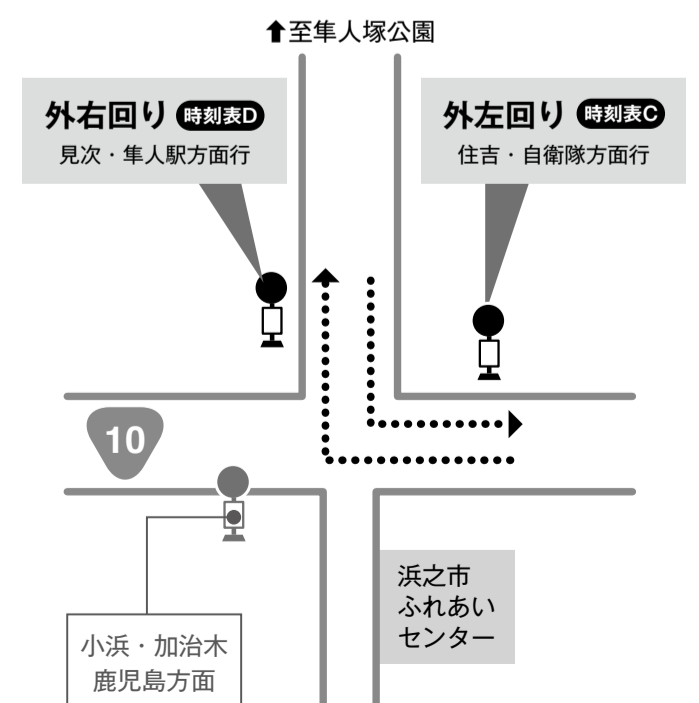 ⬆至隼人塚公園
外右回り 時刻表D
見次・隼人駅方面行
外左回り 時刻表C
住吉・自衛隊方面行
10
浜之市
ふれあい
センター
小浜・加治木
鹿児島方面